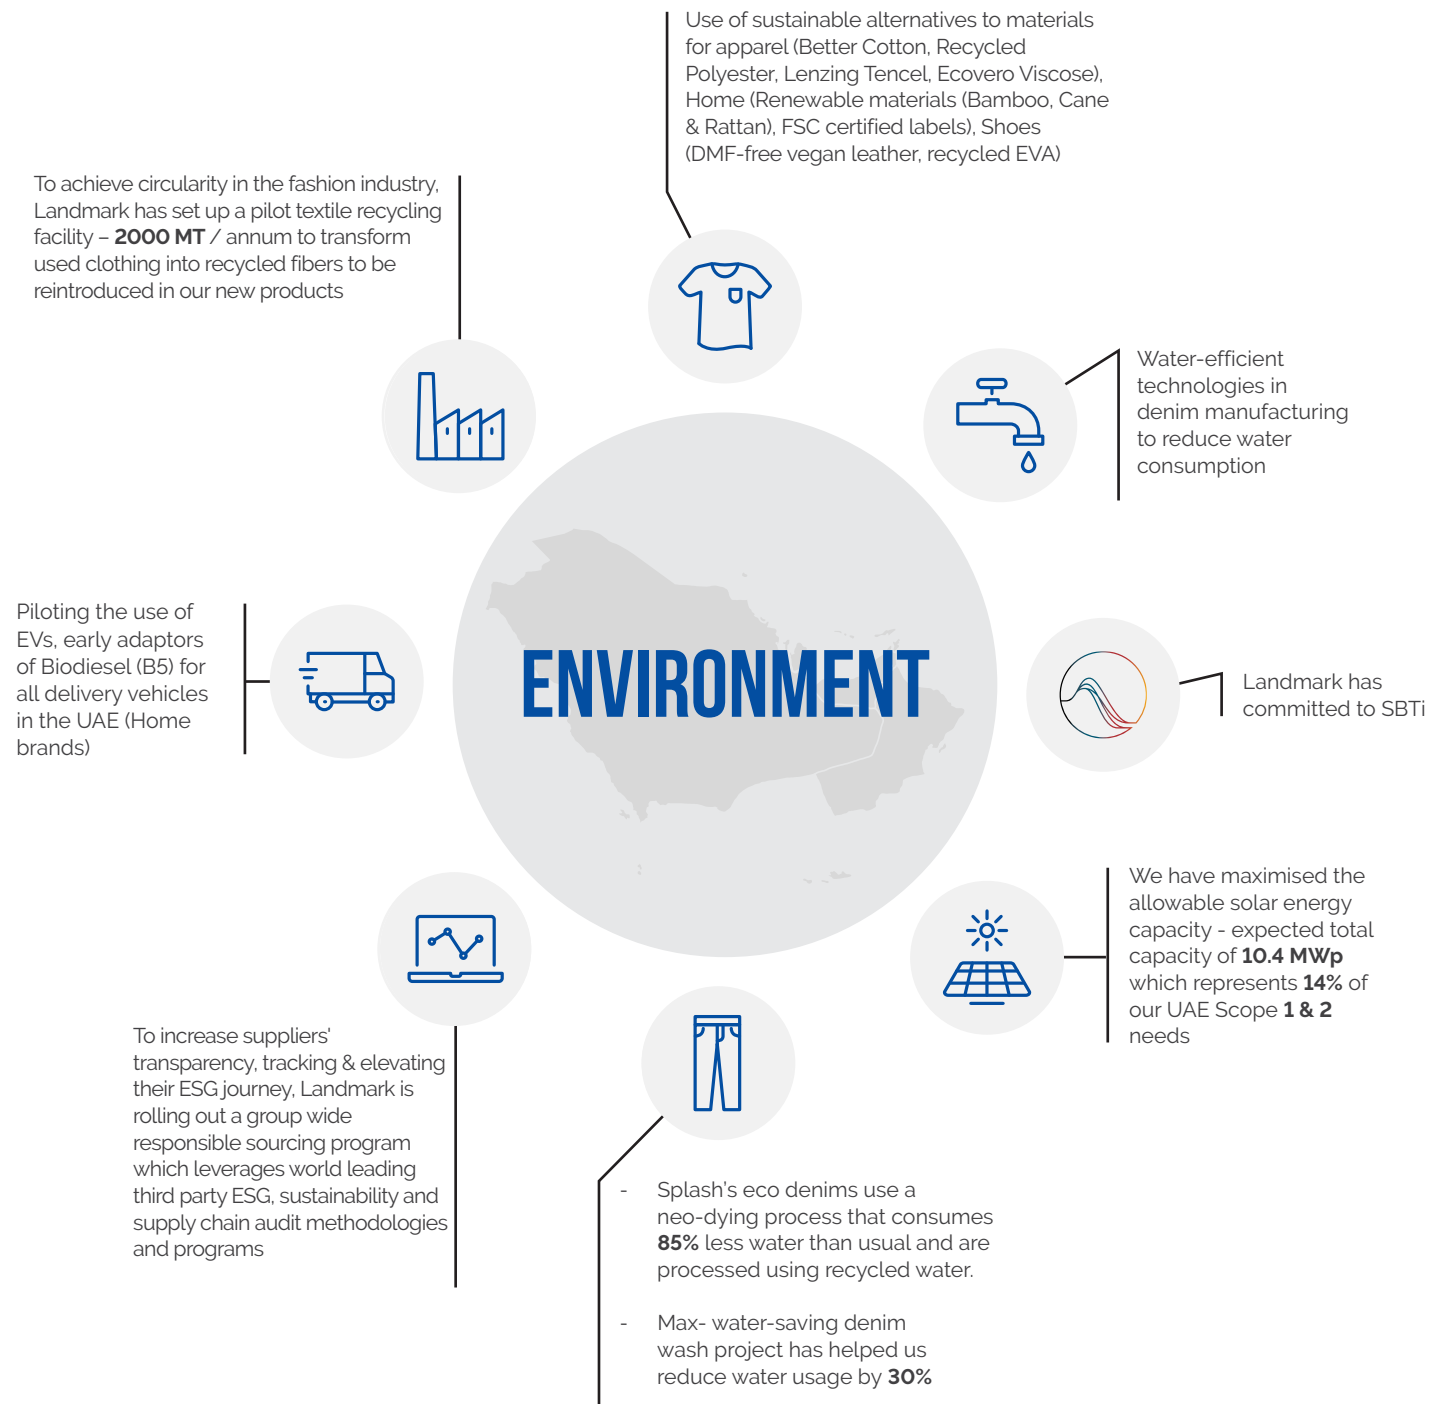 Use of sustainable alternatives to materials
for apparel (Better Cotton, Recycled
Polyester, Lenzing Tencel, Ecovero Viscose),
Home (Renewable materials (Bamboo, Cane
& Rattan), FSC certified labels), Shoes
(DMF-free vegan leather, recycled EVA)
To achieve circularity in the fashion industry,
Landmark has set up a pilot textile recycling
facility – 2000 MT / annum to transform
used clothing into recycled fibers to be
reintroduced in our new products
Water-efficient
technologies in
denim manufacturing
to reduce water
consumption
Piloting the use of
EVs, early adaptors
of Biodiesel (B5) for
all delivery vehicles
in the UAE (Home
brands)
ENVIRONMENT
Landmark has
committed to SBTi
We have maximised the
allowable solar energy
capacity - expected total
capacity of 10.4 MWp
which represents 14% of
our UAE Scope 1 & 2
needs
To increase suppliers'
transparency, tracking & elevating
their ESG journey, Landmark is
rolling out a group wide
responsible sourcing program
which leverages world leading
third party ESG, sustainability and
supply chain audit methodologies
and programs
- Splash's eco denims use a
neo-dying process that consumes
85% less water than usual and are
processed using recycled water.
- Max- water-saving denim
wash project has helped us
reduce water usage by 30%